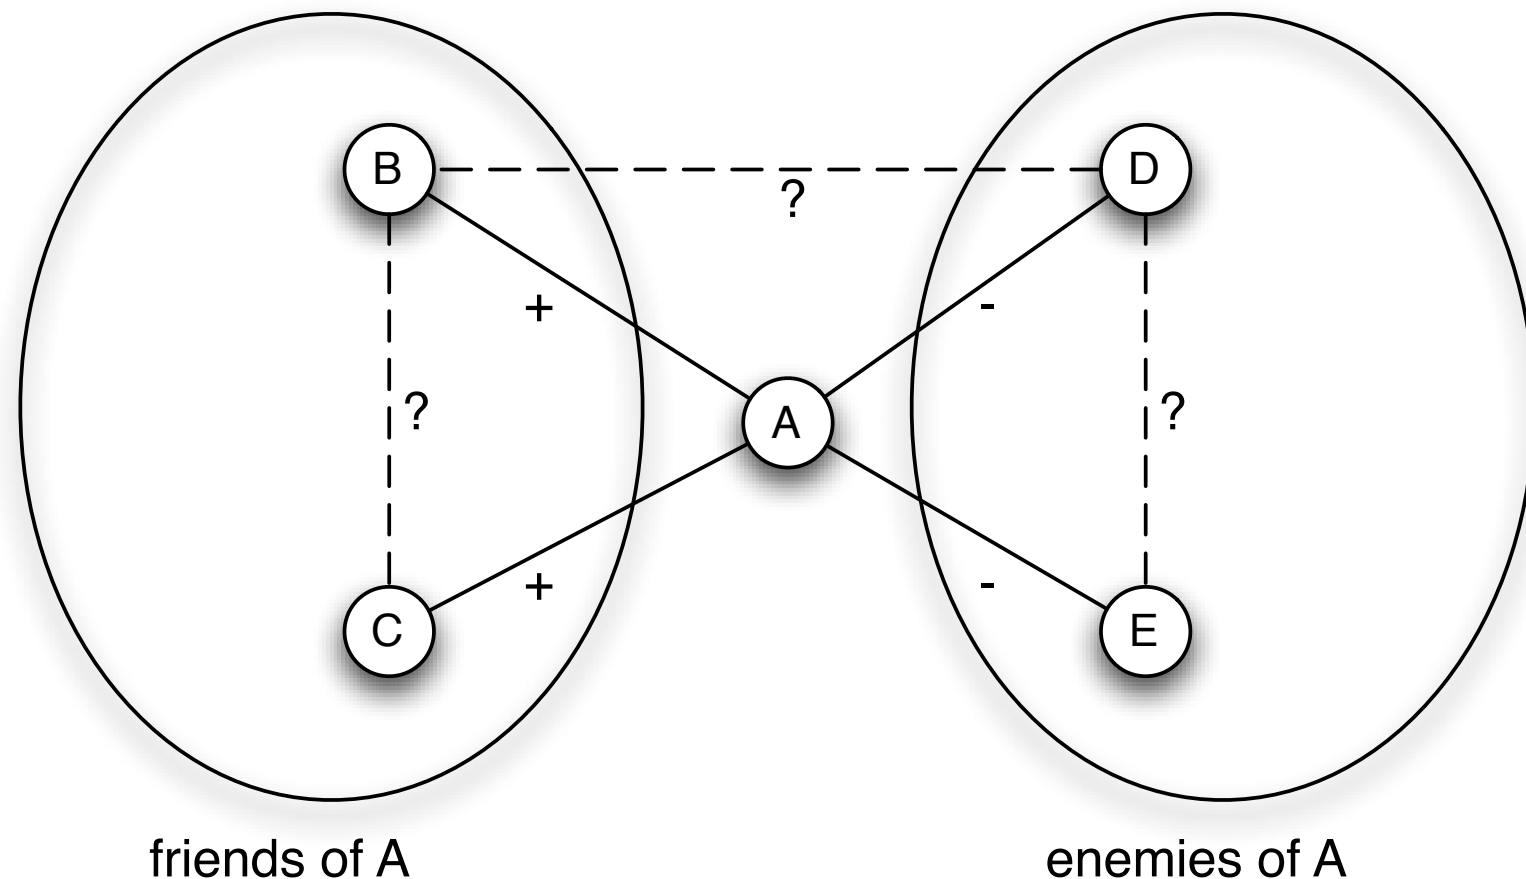 B
D
?
+
-
?
A
?
+
-
C
E
friends of A
enemies of A